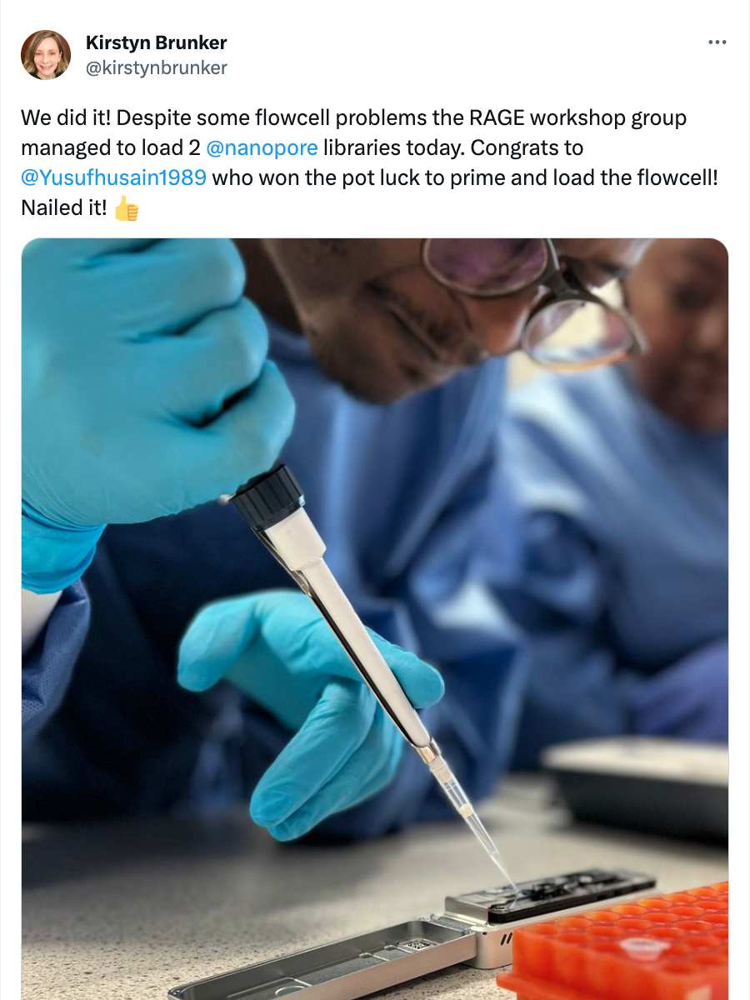 Kirstyn Brunker
@kirstynbrunker
We did it! Despite some flowcell problems the RAGE workshop group
managed to load 2 @nanopore libraries today. Congrats to
@Yusufhusain1989 who won the pot luck to prime and load the flowcell!
Nailed it! 👍